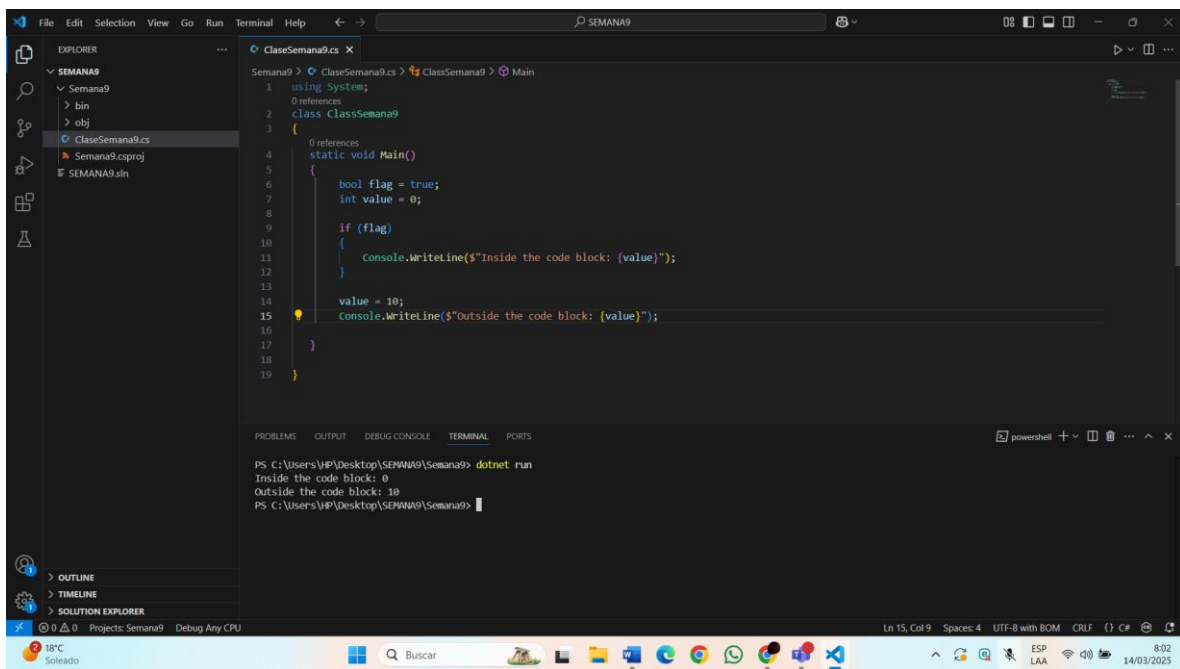 File Edit Selection View Go Run Terminal Help
SEMANA9
EXPLORER
SEMANA9
Semana9
bin
obj
ClaseSemana9.cs
Semana9.csproj
SEMANA9.sln
OUTLINE
TIMELINE
SOLUTION EXPLORER
ClaseSemana9.cs
Semana9 > ClaseSemana9.cs > ClassSemana9 > Main
1 using System;
0 references
2 class ClassSemana9
3 {
0 references
4 static void Main()
5 {
6 bool flag = true;
7 int value = 0;
8
9 if (flag)
10 {
11 Console.WriteLine($"Inside the code block: {value}");
12 }
13
14 value = 10;
15 Console.WriteLine($"Outside the code block: {value}");
16
17 }
18
19 }
PROBLEMS OUTPUT DEBUG CONSOLE TERMINAL PORTS
powershell
PS C:\Users\HP\Desktop\SEMANA9\Semana9> dotnet run
Inside the code block: 0
Outside the code block: 10
PS C:\Users\HP\Desktop\SEMANA9\Semana9>
1
1
0 0 Projects: Semana9 Debug Any CPU
Ln 15, Col 9 Spaces: 4 UTF-8 with BOM CRLF {} C#
2
18°C
Soleado
Buscar
ESP
LAA
8:02
14/03/2025